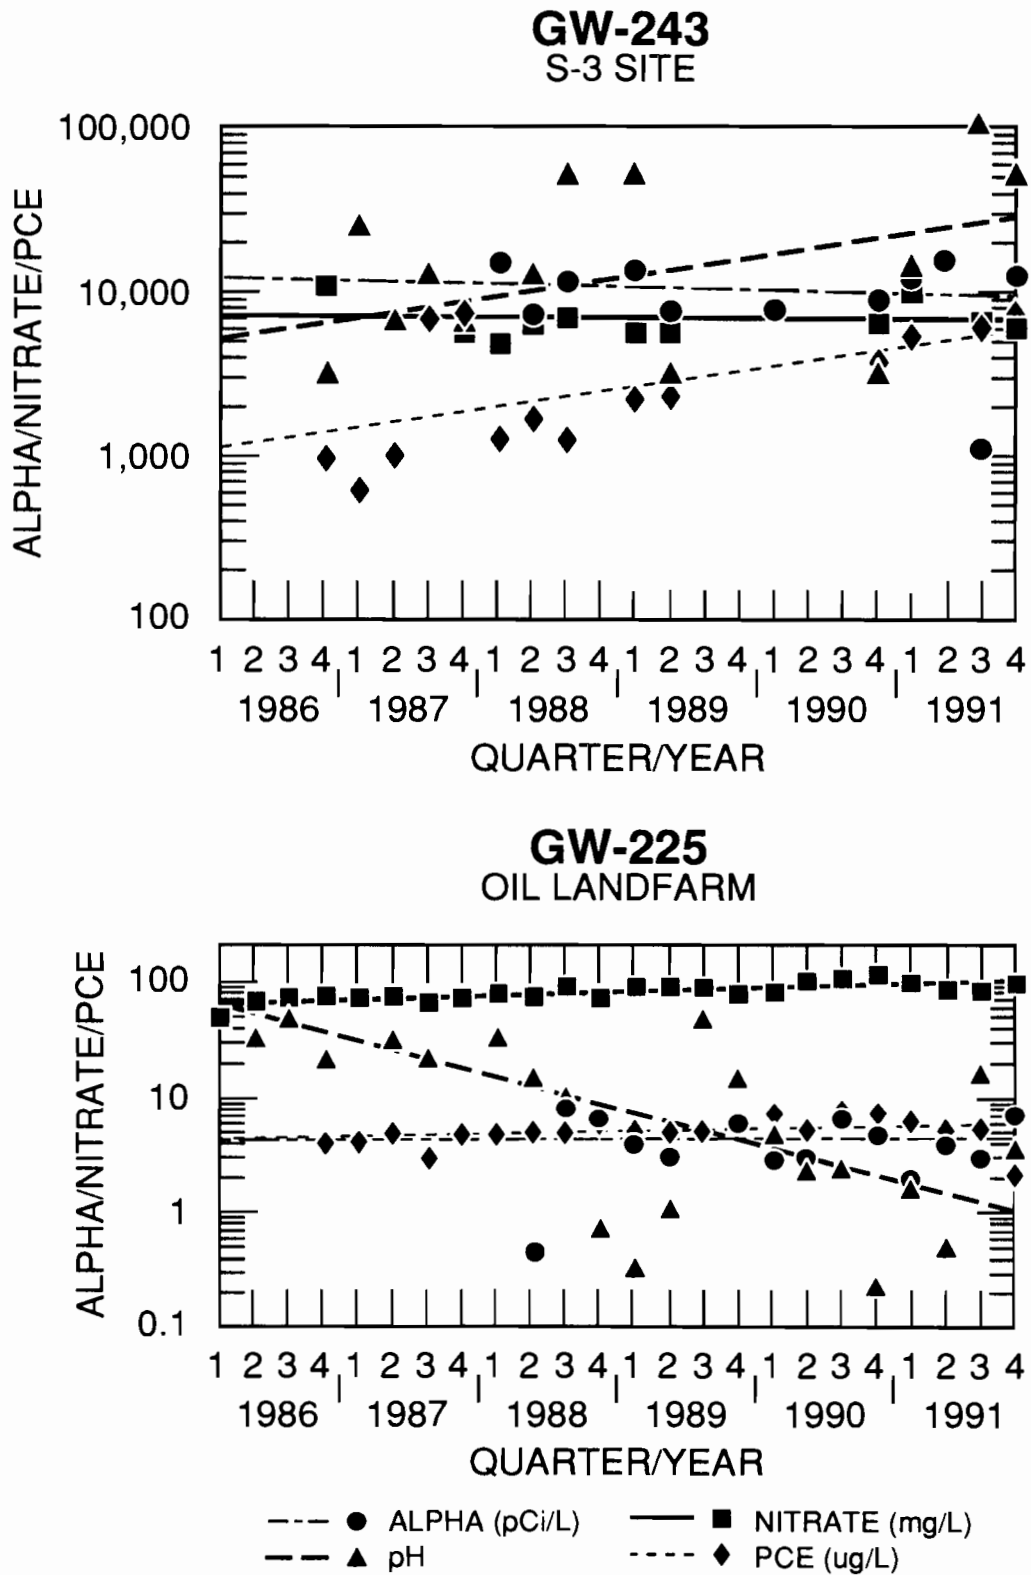 GW-243
S-3 SITE
ALPHA/NITRATE/PCE
100,000
10,000
1,000
100
1 2 3 4 1 2 3 4 1 2 3 4 1 2 3 4 1 2 3 4 1 2 3 4
1986 1987 1988 1989 1990 1991
QUARTER/YEAR
GW-225
OIL LANDFARM
ALPHA/NITRATE/PCE
100
10
1
0.1
1 2 3 4 1 2 3 4 1 2 3 4 1 2 3 4 1 2 3 4 1 2 3 4
1986 1987 1988 1989 1990 1991
QUARTER/YEAR
ALPHA (pCi/L) NITRATE (mg/L)
pH PCE (ug/L)